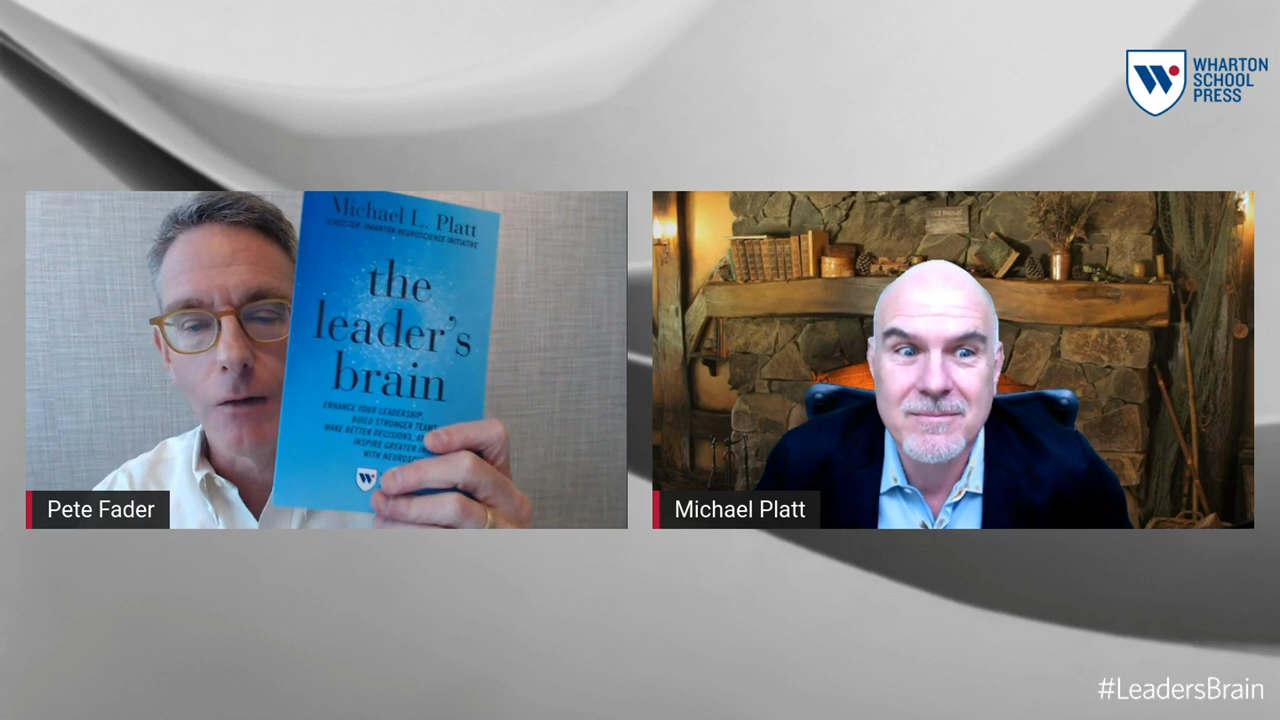 WHARTON
SCHOOL
PRESS
Michael L. Platt
DIRECTOR, WHARTON NEUROSCIENCE INITIATIVE
the
leader's
brain
ENHANCE YOUR LEADERSHIP,
BUILD STRONGER TEAMS,
MAKE BETTER DECISIONS,
INSPIRE GREATER
WITH
Pete Fader
Michael Platt
#LeadersBrain